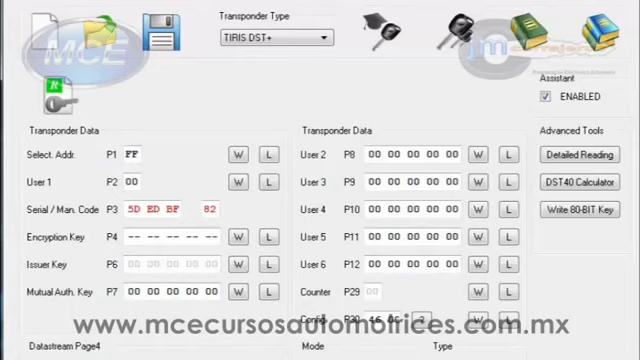 Transponder Type
TIRIS DST+
MCE
jm
Assistant
ENABLED
Transponder Data
Select. Addr. P1 FF W L
User 1 P2 00 W L
Serial / Man. Code P3 5D ED BF 82
Encryption Key P4 -- -- -- -- -- W L
Issuer Key P6 00 00 00 00 00 W L
Mutual Auth. Key P7 00 00 00 00 00 W L
Transponder Data
User 2 P8 00 00 00 00 00 W L
User 3 P9 00 00 00 00 00 W L
User 4 P10 00 00 00 00 00 W L
User 5 P11 00 00 00 00 00 W L
User 6 P12 00 00 00 00 00 W L
Counter P29 00
Config P30
Advanced Tools
Detailed Reading
DST40 Calculator
Write 80-BIT Key
www.mcecursosautomotrices.com.mx
Datastream Page4
Mode
Type